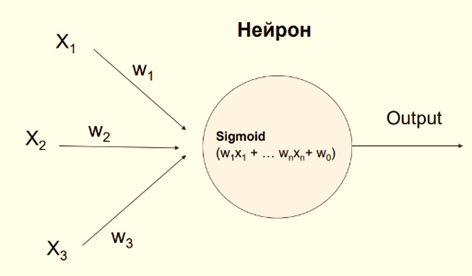 Нейрон
X₁
w₁
Output
X₂
w₂
Sigmoid
(w₁x₁ + ... wₙxₙ+ w₀)
w₃
X₃